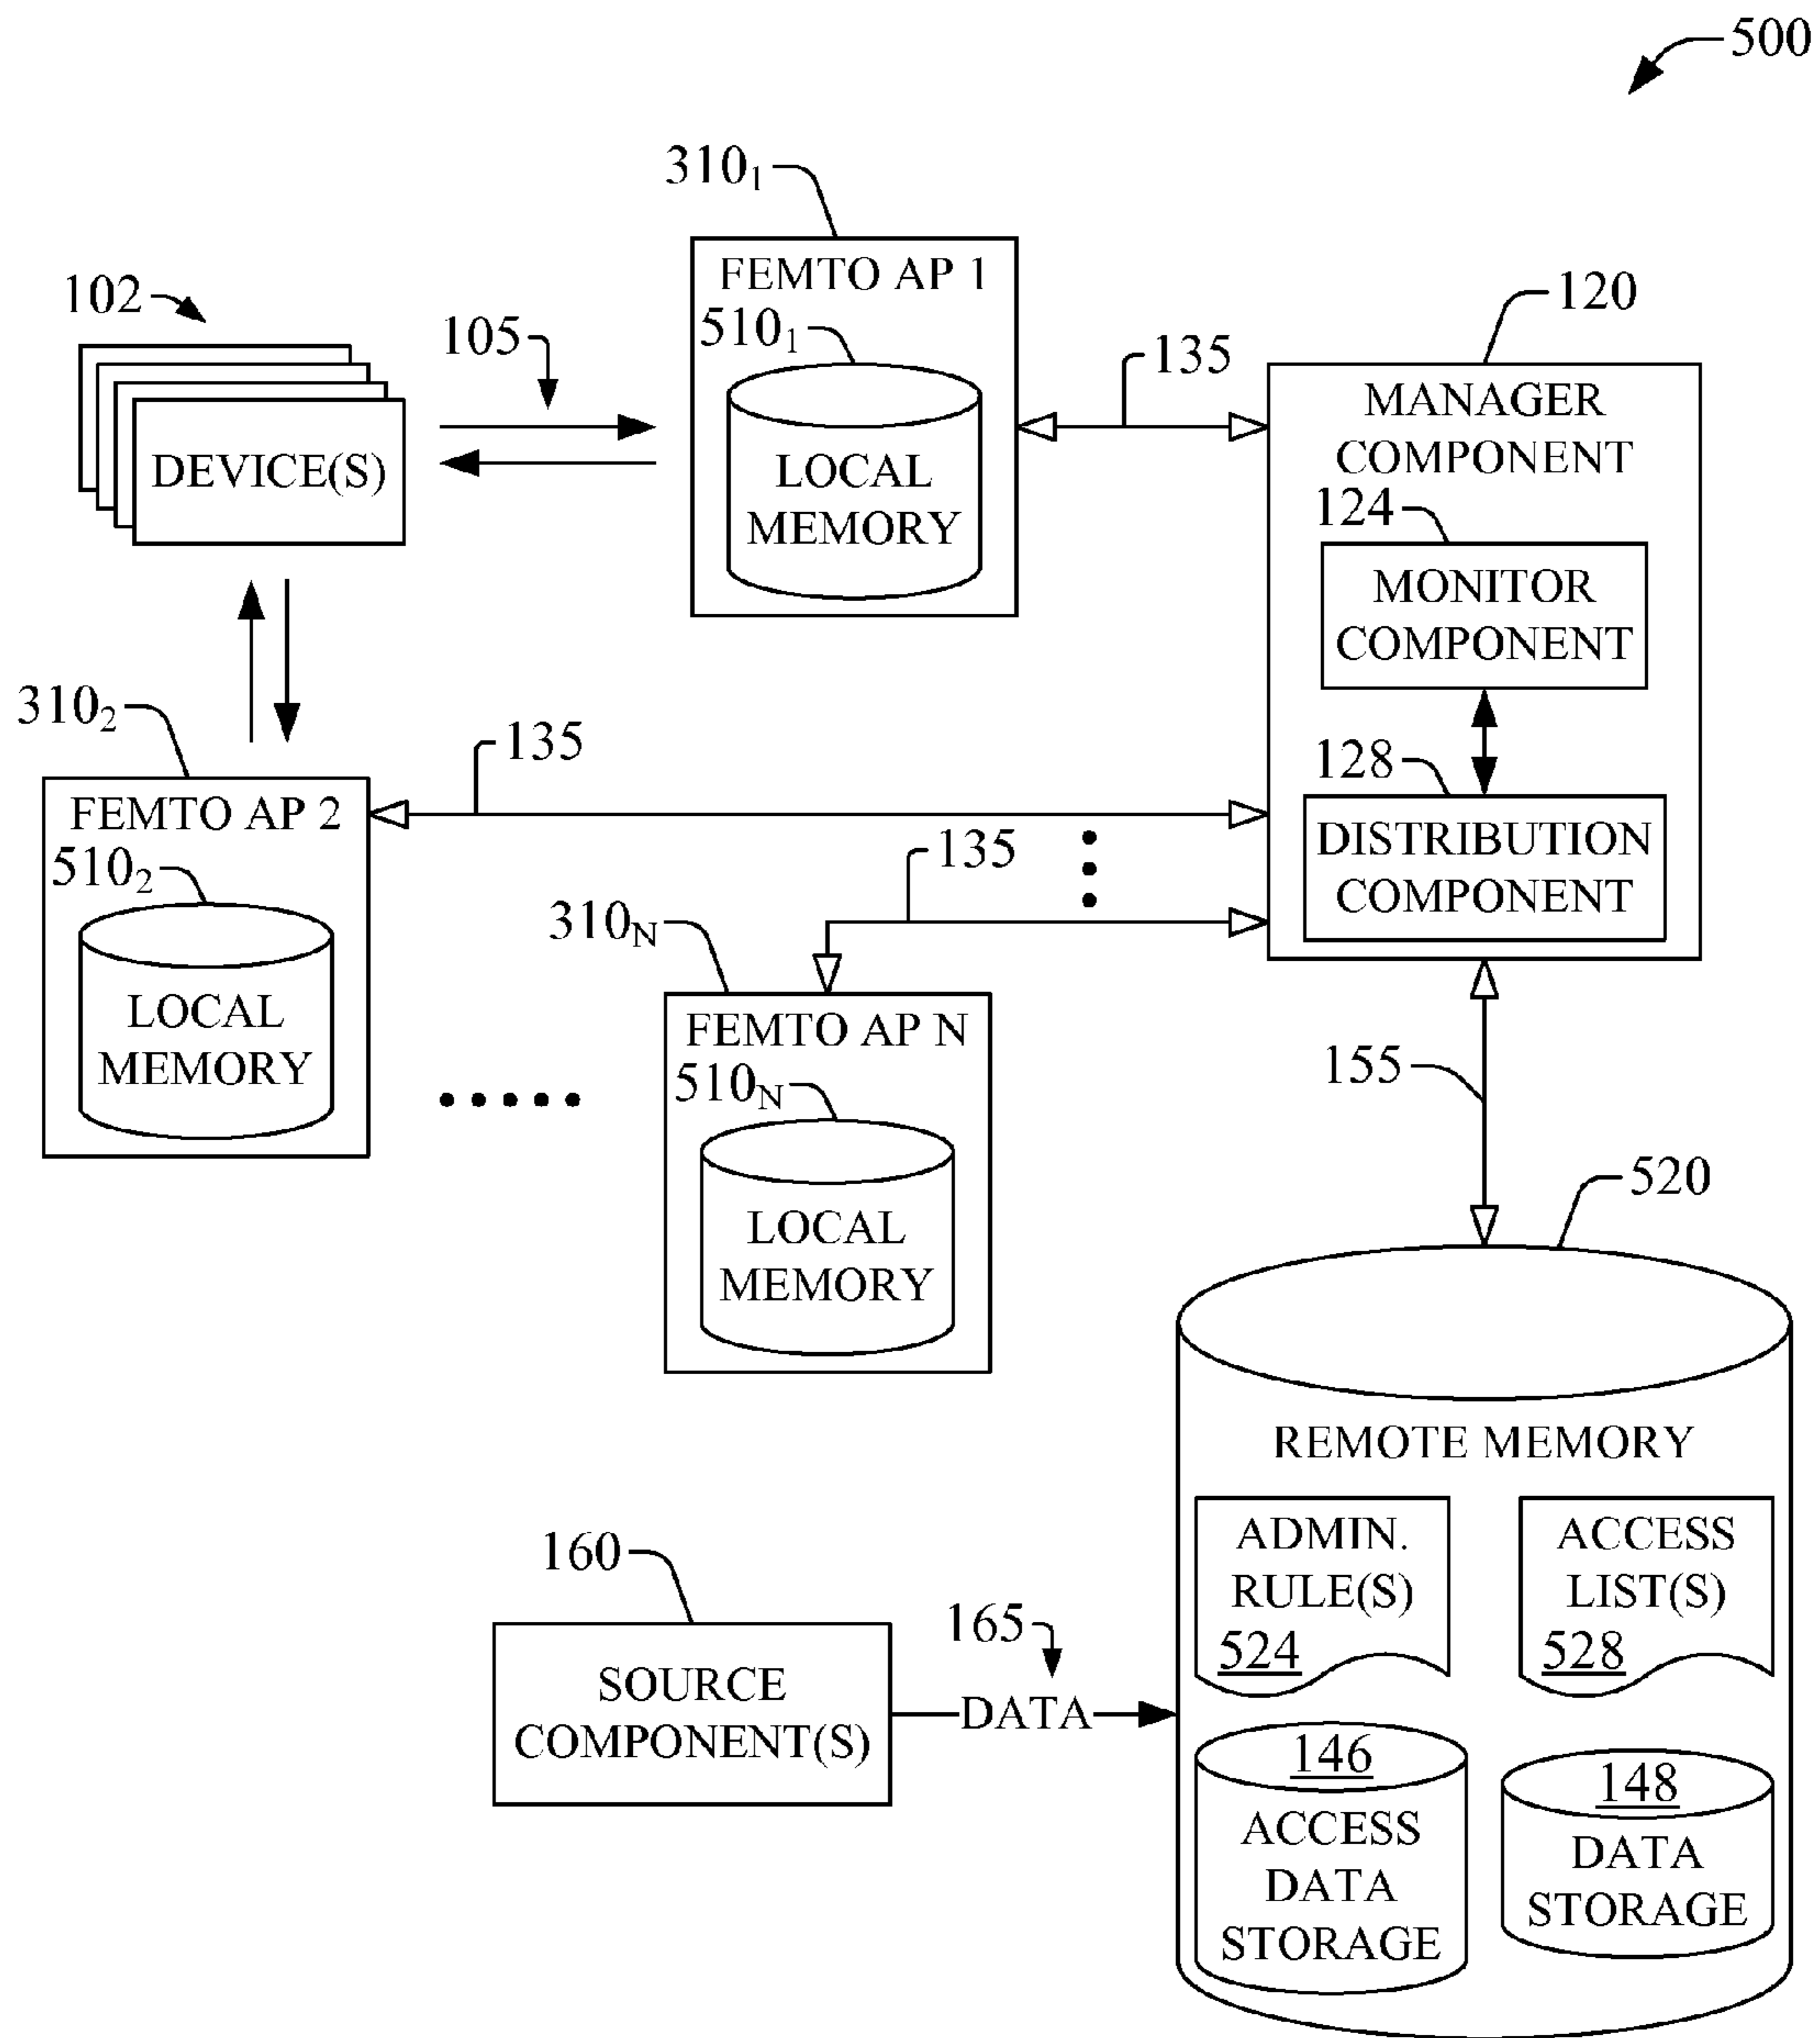 500
310₁
FEMTO AP 1
510₁
LOCAL
MEMORY
102
105
DEVICE(S)
135
120
MANAGER
COMPONENT
124
MONITOR
COMPONENT
128
DISTRIBUTION
COMPONENT
310₂
135
FEMTO AP 2
510₂
LOCAL
MEMORY
135
310N
FEMTO AP N
510N
LOCAL
MEMORY
155
520
REMOTE MEMORY
ADMIN.
RULE(S)
524
ACCESS
LIST(S)
528
160
SOURCE
COMPONENT(S)
165
DATA
146
ACCESS
DATA
STORAGE
148
DATA
STORAGE